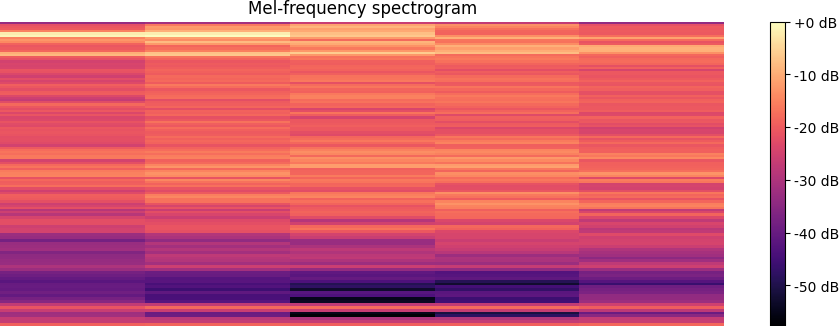 Mel-frequency spectrogram
+0 dB
-10 dB
-20 dB
-30 dB
-40 dB
-50 dB